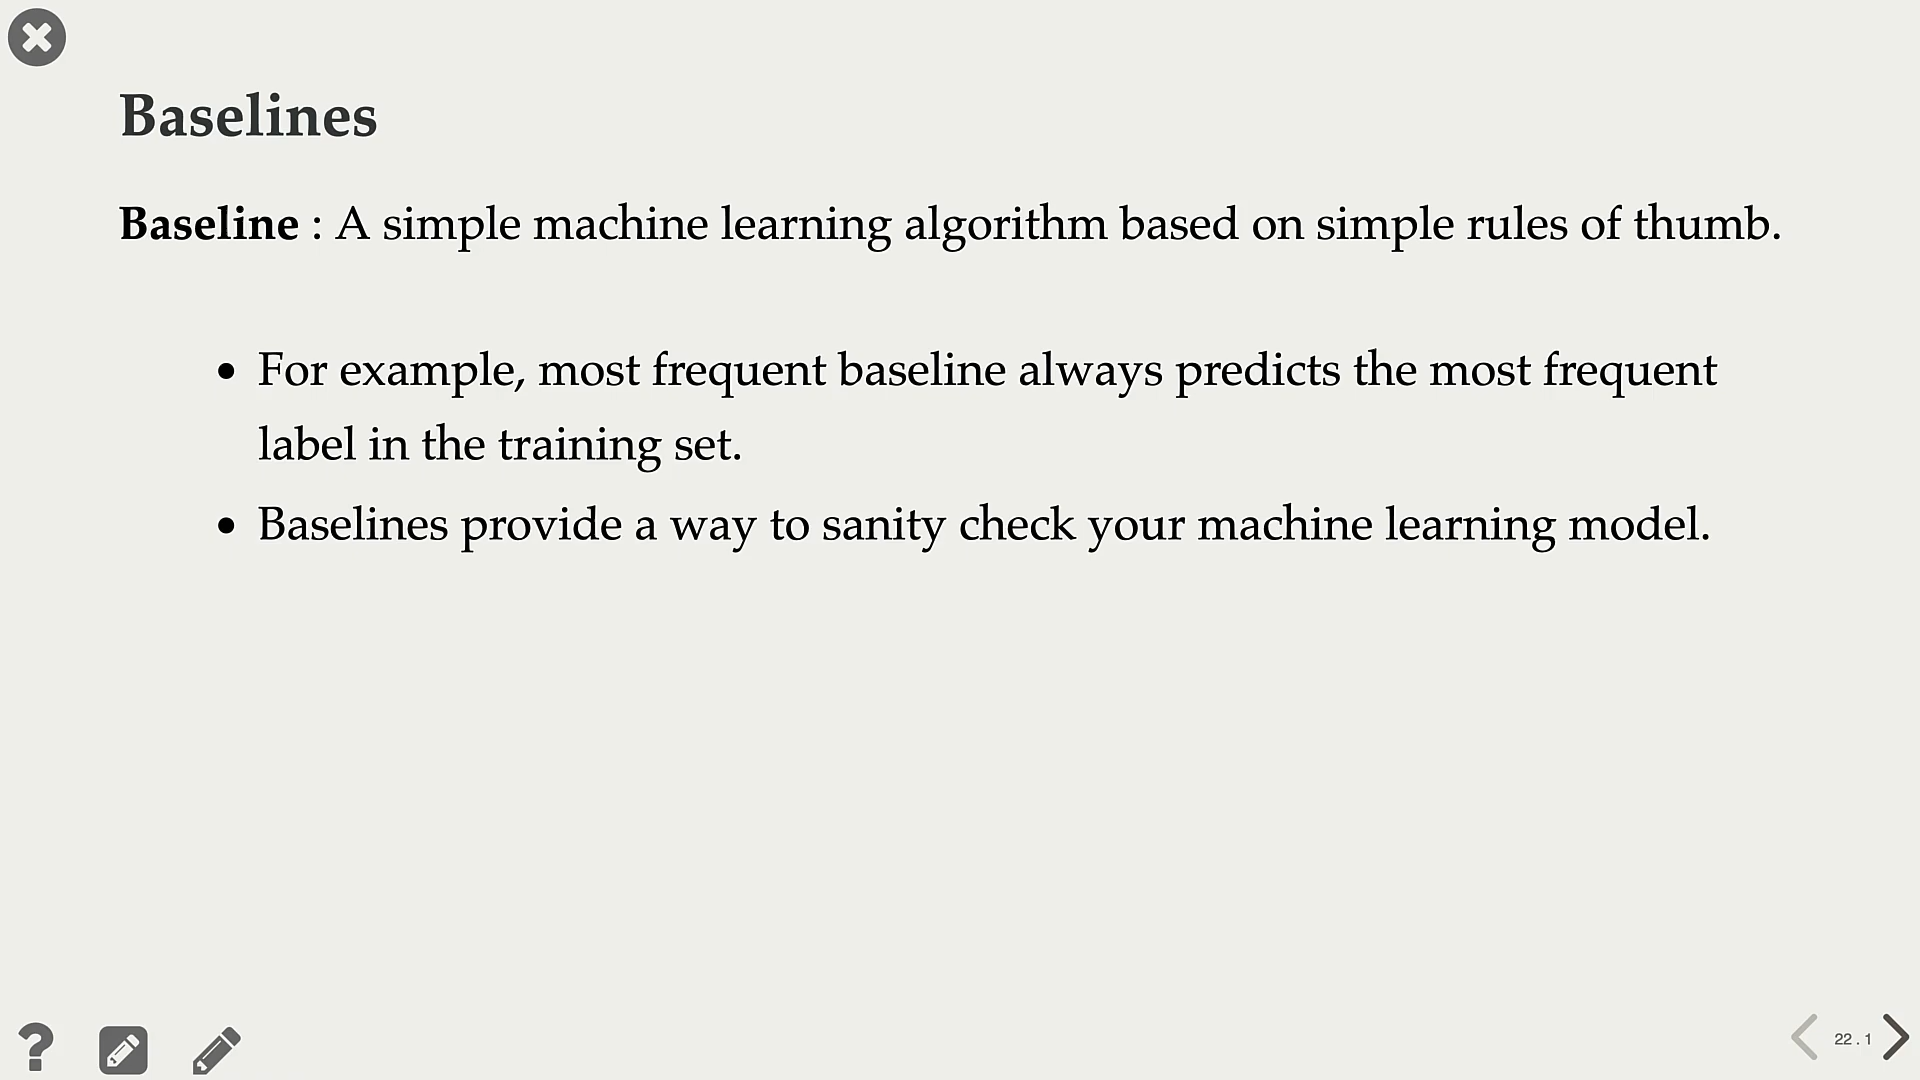 Baselines
Baseline : A simple machine learning algorithm based on simple rules of thumb.
• For example, most frequent baseline always predicts the most frequent
label in the training set.
• Baselines provide a way to sanity check your machine learning model.
22 . 1